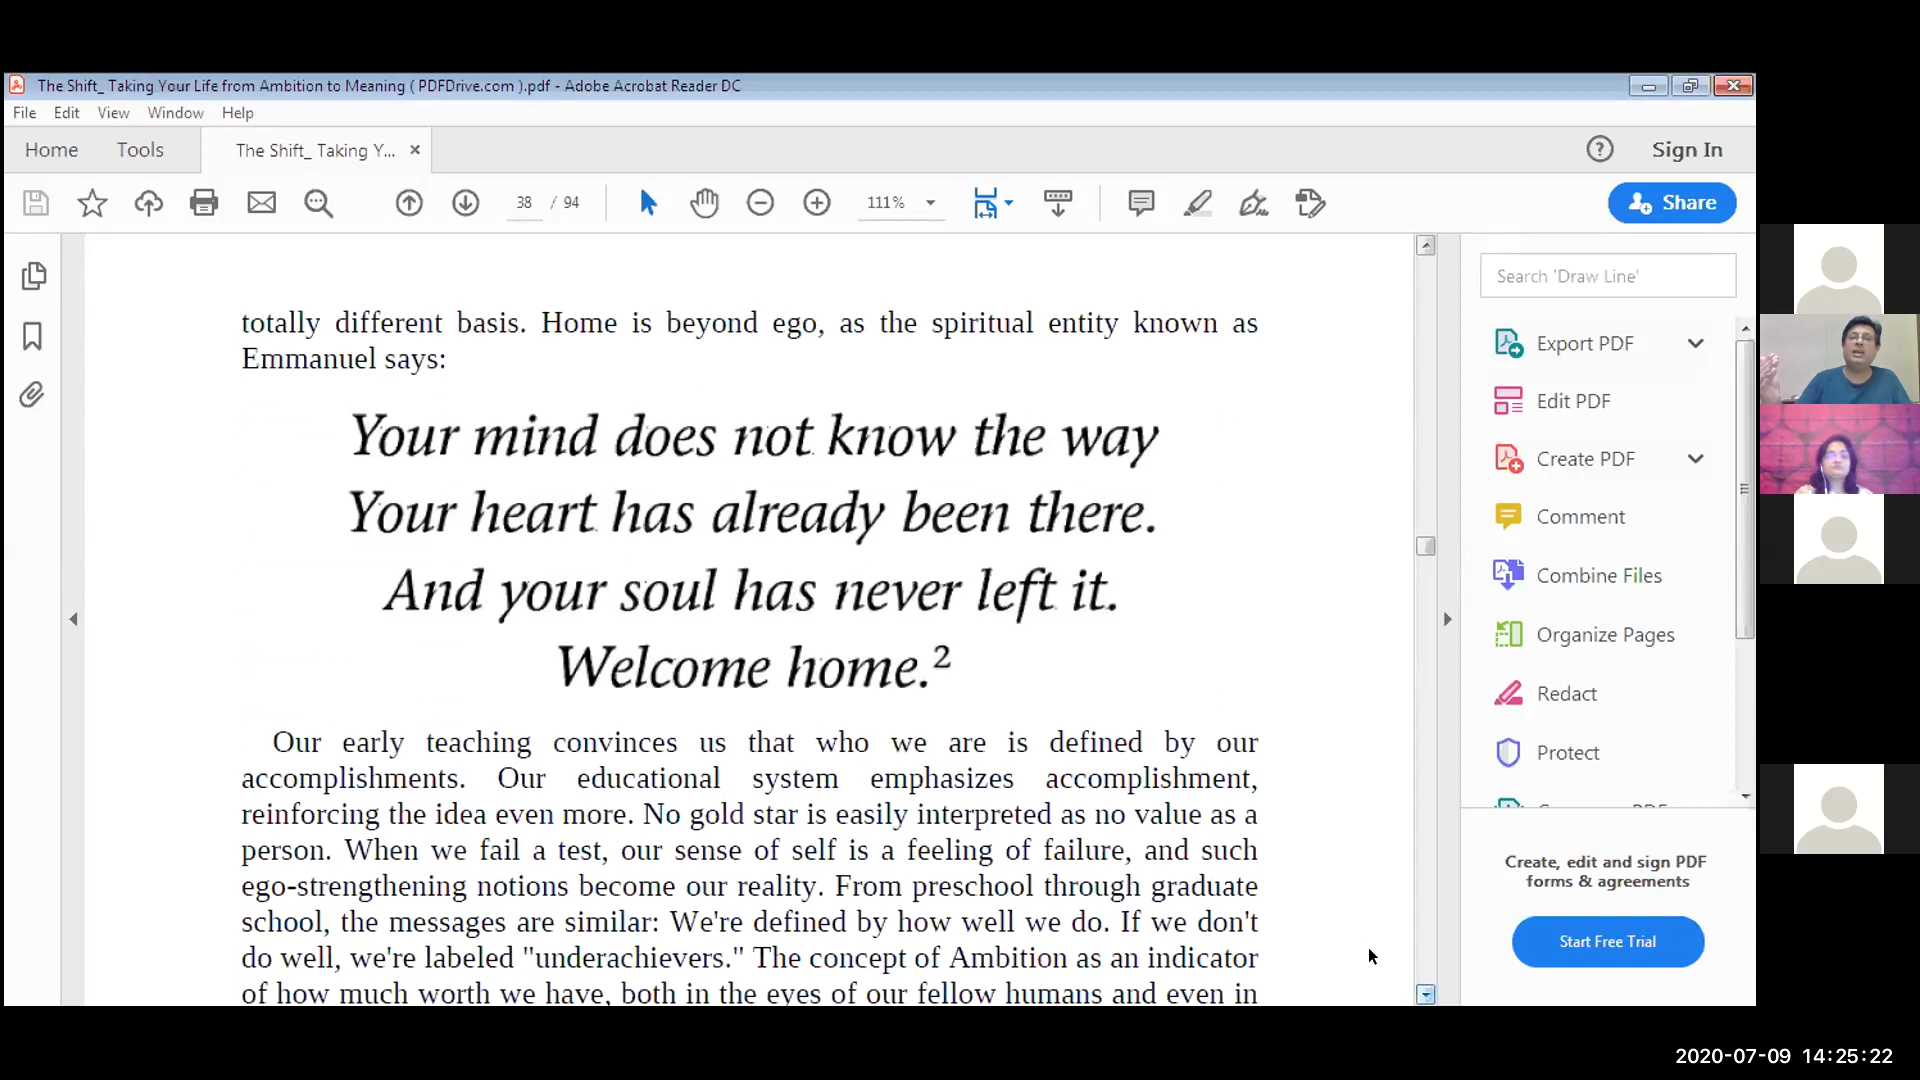 The Shift_ Taking Your Life from Ambition to Meaning ( PDFDrive.com ).pdf - Adobe Acrobat Reader DC
File Edit View Window Help
Home Tools The Shift_ Taking Y... Sign In
38 / 94 111% Share
totally different basis. Home is beyond ego, as the spiritual entity known as
Emmanuel says:
Your mind does not know the way
Your heart has already been there.
And your soul has never left it.
Welcome home.²
Our early teaching convinces us that who we are is defined by our
accomplishments. Our educational system emphasizes accomplishment,
reinforcing the idea even more. No gold star is easily interpreted as no value as a
person. When we fail a test, our sense of self is a feeling of failure, and such
ego-strengthening notions become our reality. From preschool through graduate
school, the messages are similar: We're defined by how well we do. If we don't
do well, we're labeled "underachievers." The concept of Ambition as an indicator
of how much worth we have, both in the eyes of our fellow humans and even in
Search 'Draw Line'
Export PDF
Edit PDF
Create PDF
Comment
Combine Files
Organize Pages
Redact
Protect
Create, edit and sign PDF
forms & agreements
Start Free Trial
2020-07-09 14:25:22